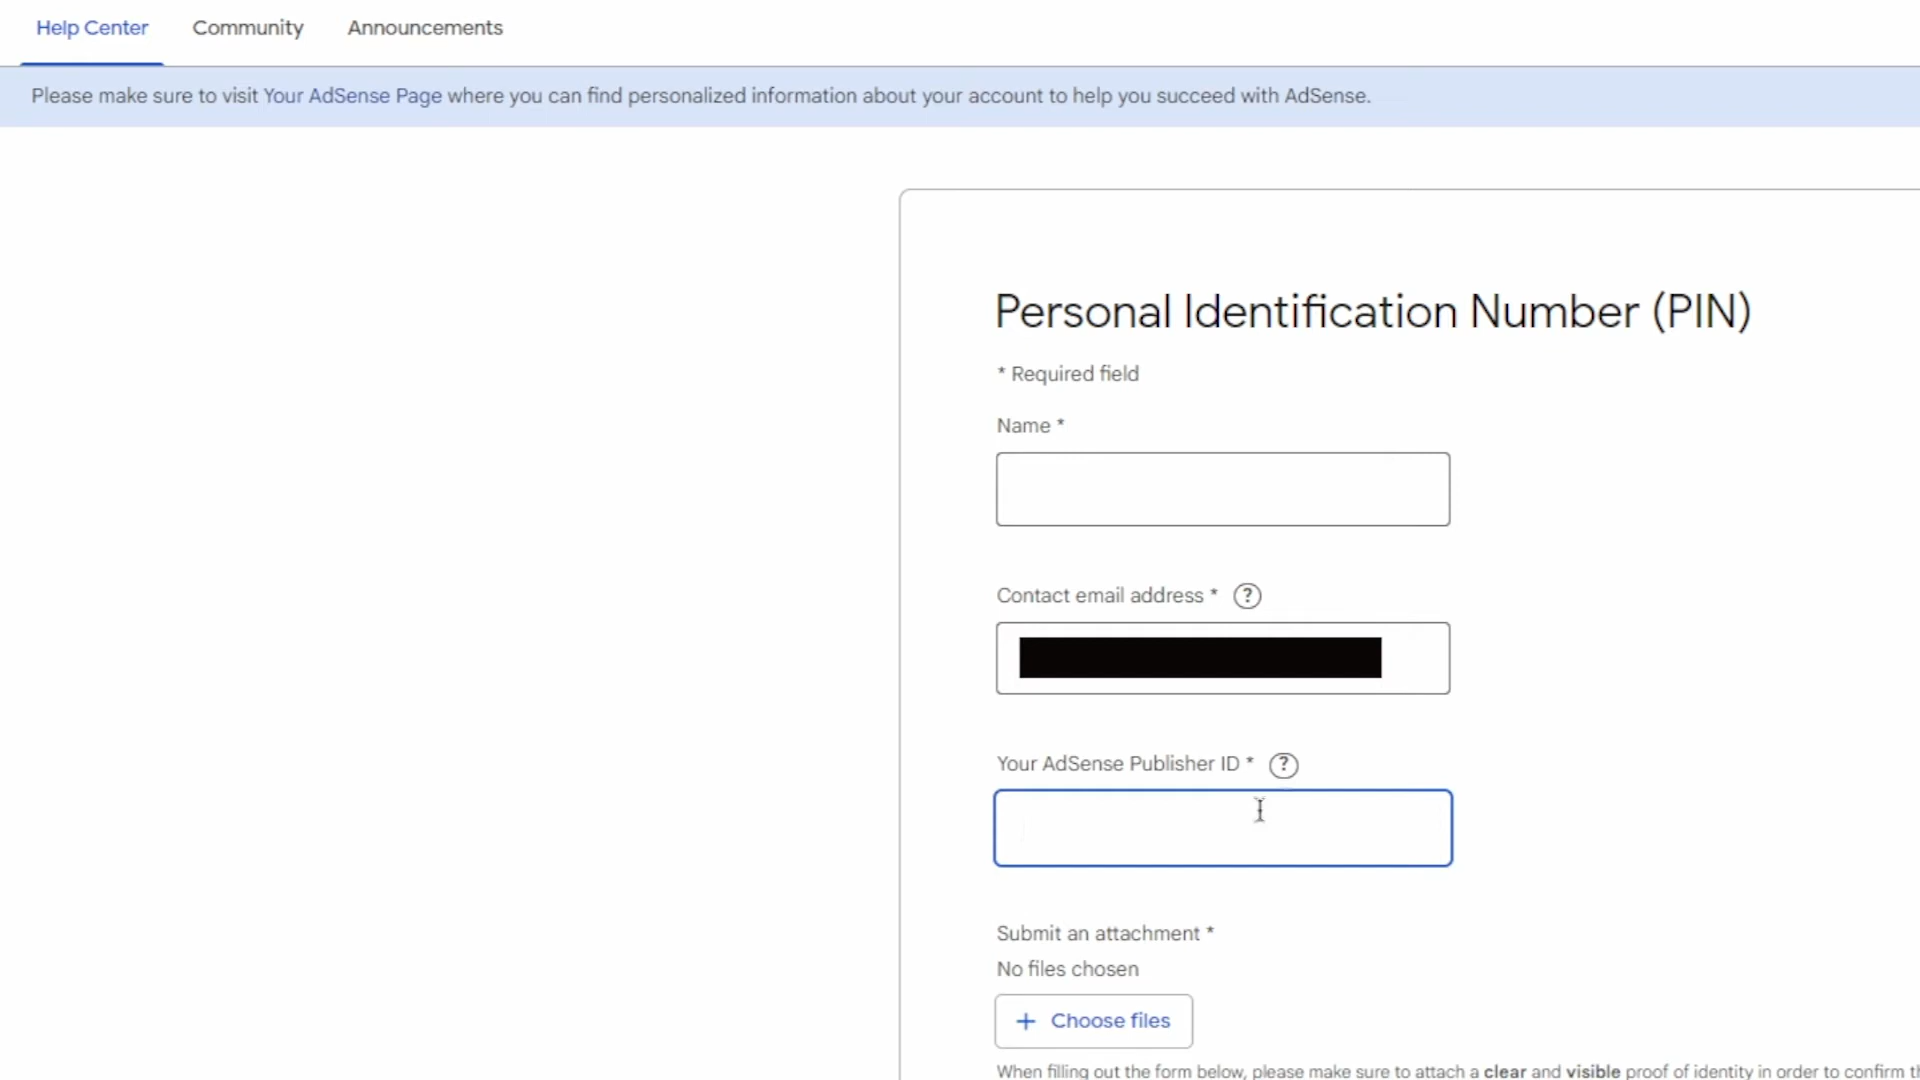 Help Center Community Announcements
Please make sure to visit Your AdSense Page where you can find personalized information about your account to help you succeed with AdSense.
Personal Identification Number (PIN)
* Required field
Name *
Contact email address * ?
Your AdSense Publisher ID * ?
Submit an attachment *
No files chosen
+ Choose files
When filling out the form below, please make sure to attach a clear and visible proof of identity in order to confirm